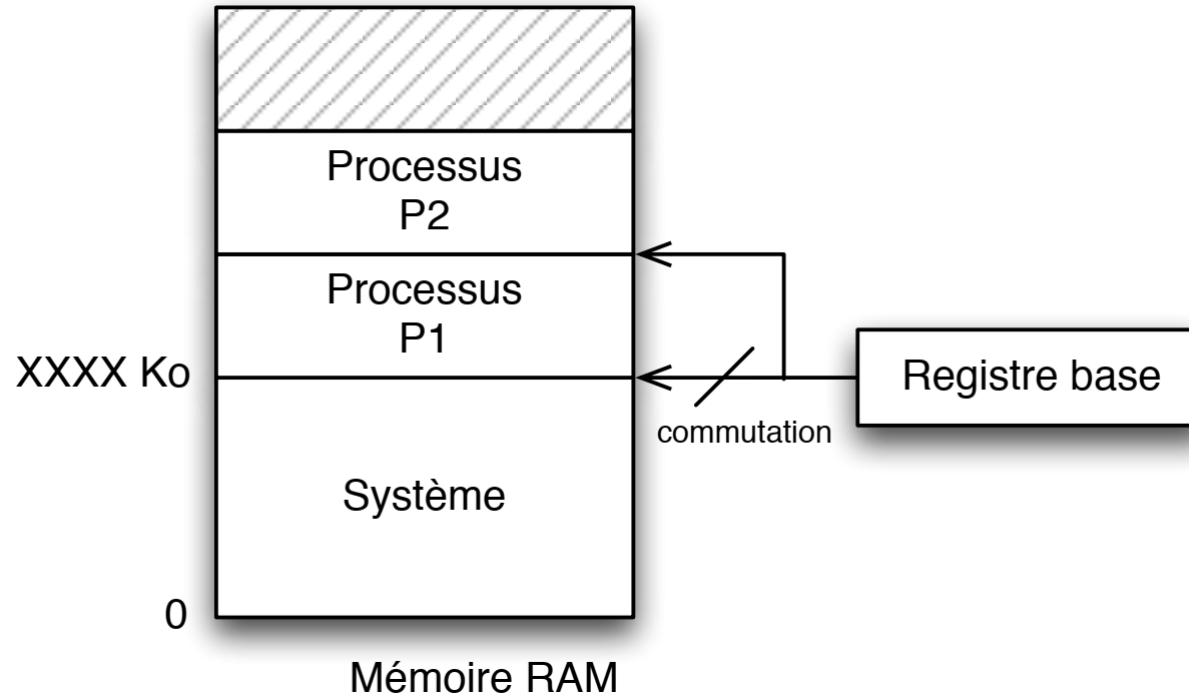 Processus
P2
Processus
P1
XXXX Ko
Registre base
commutation
Système
0
Mémoire RAM